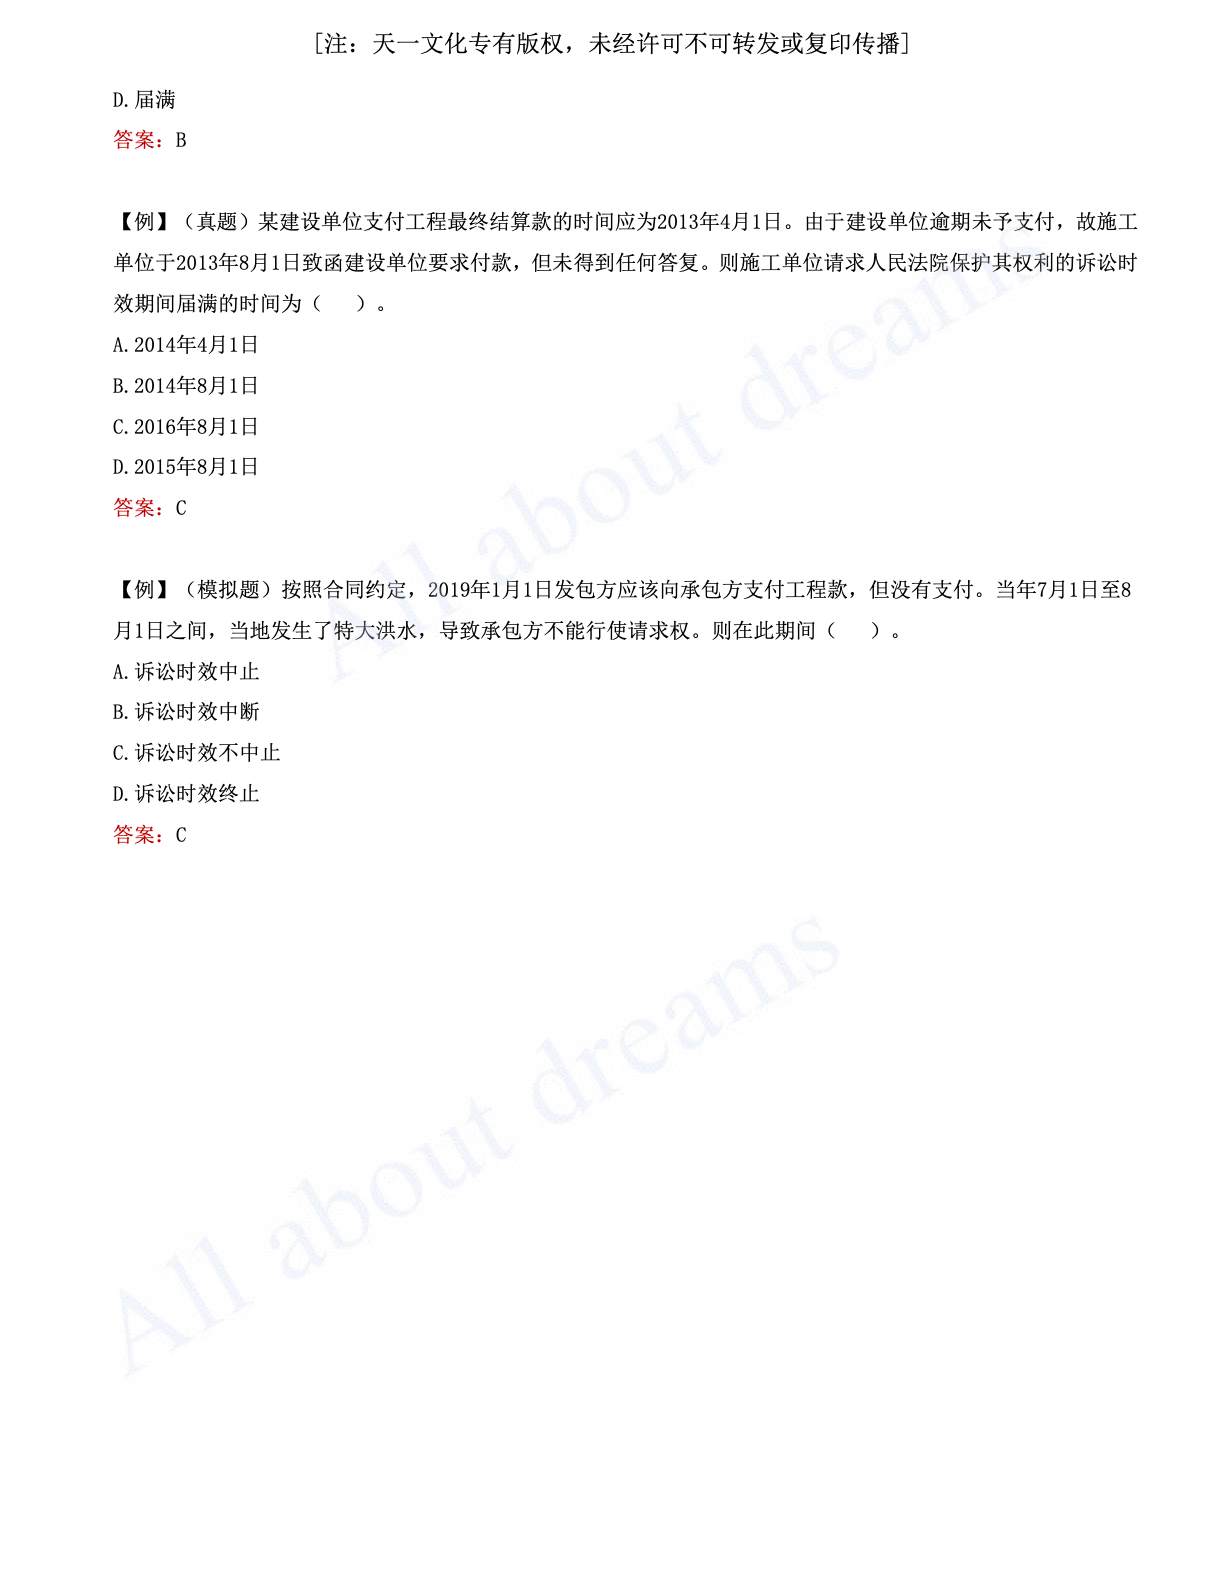 [注：天一文化专有版权，未经许可不可转发或复印传播]
D.届满
答案：B
【例】（真题）某建设单位支付工程最终结算款的时间应为2013年4月1日。由于建设单位逾期未予支付，故施工
单位于2013年8月1日致函建设单位要求付款，但未得到任何答复。则施工单位请求人民法院保护其权利的诉讼时
效期间届满的时间为（ ）。
A.2014年4月1日
B.2014年8月1日
C.2016年8月1日
D.2015年8月1日
答案：C
【例】（模拟题）按照合同约定，2019年1月1日发包方应该向承包方支付工程款，但没有支付。当年7月1日至8
月1日之间，当地发生了特大洪水，导致承包方不能行使请求权。则在此期间（ ）。
A.诉讼时效中止
B.诉讼时效中断
C.诉讼时效不中止
D.诉讼时效终止
答案：C
All about dreams
All about dreams